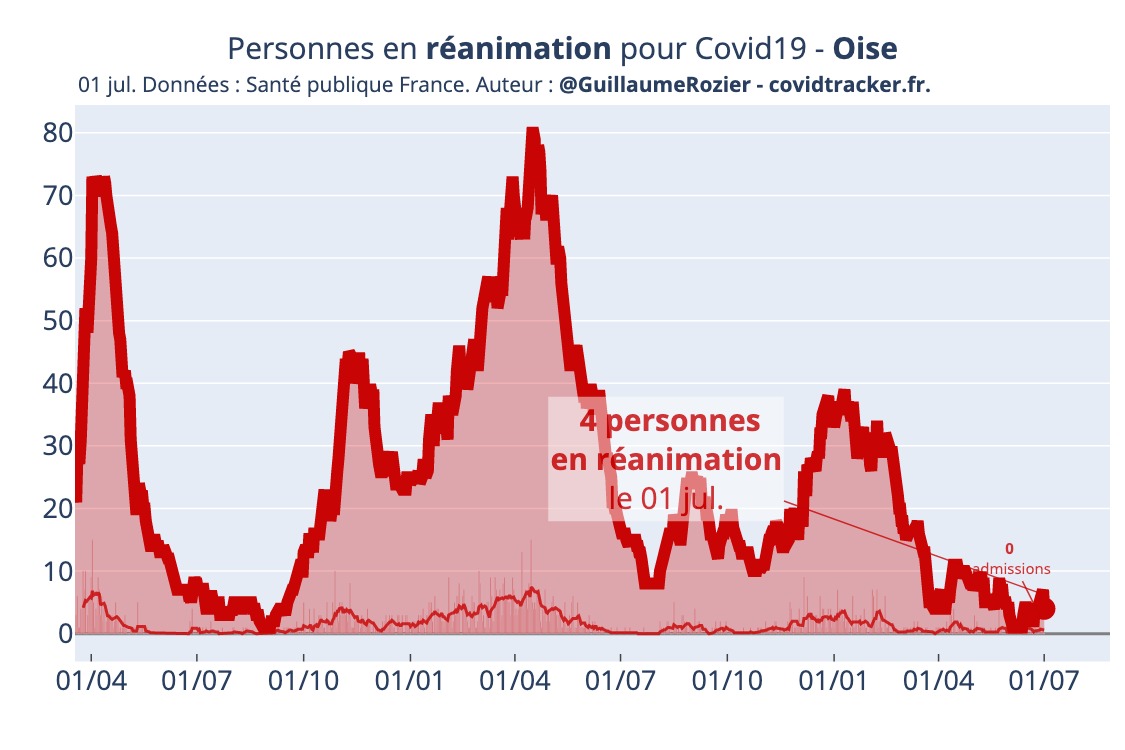 Personnes en réanimation pour Covid19 - Oise
01 jul. Données : Santé publique France. Auteur : @GuillaumeRozier - covidtracker.fr.
80
70
60
50
40
30
20
10
0
4 personnes
en réanimation
le 01 jul.
0
admissions
01/04 01/07 01/10 01/01 01/04 01/07 01/10 01/01 01/04 01/07